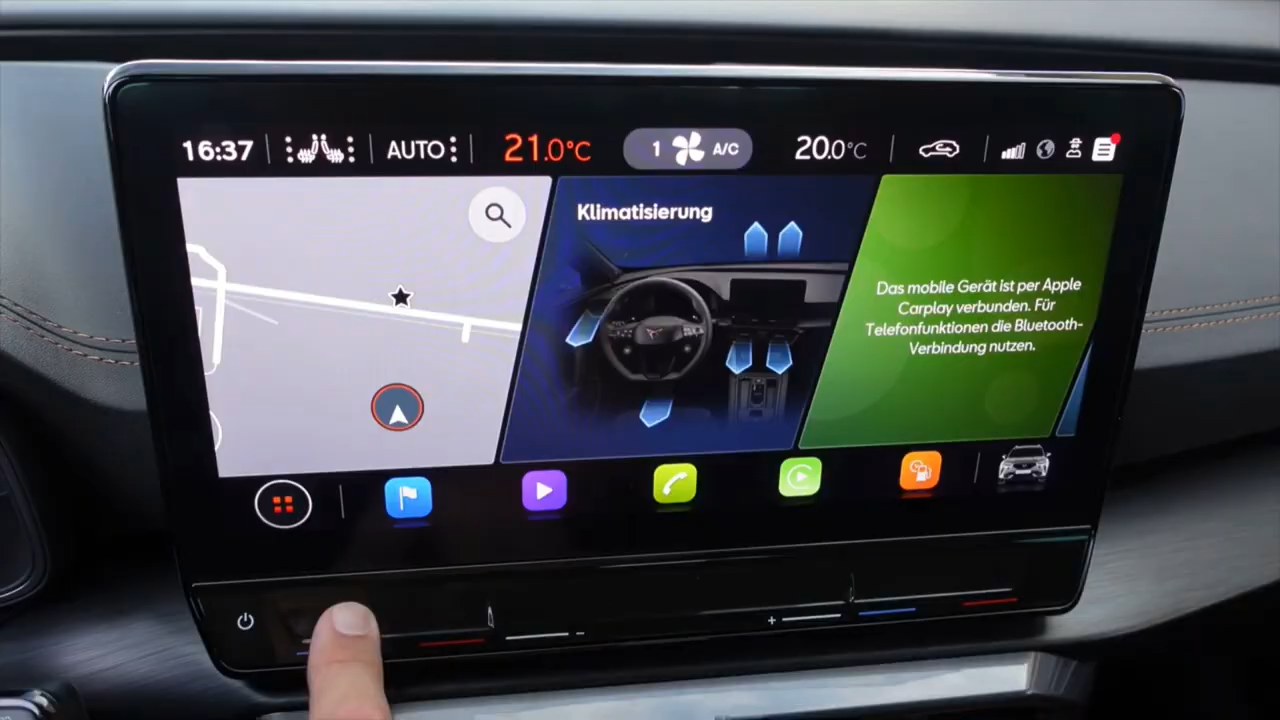 16:37
AUTO
21.0°C
1
A/C
20.0°C
Klimatisierung
Das mobile Gerät ist per Apple
Carplay verbunden. Für
Telefonfunktionen die Bluetooth-
Verbindung nutzen.
- +